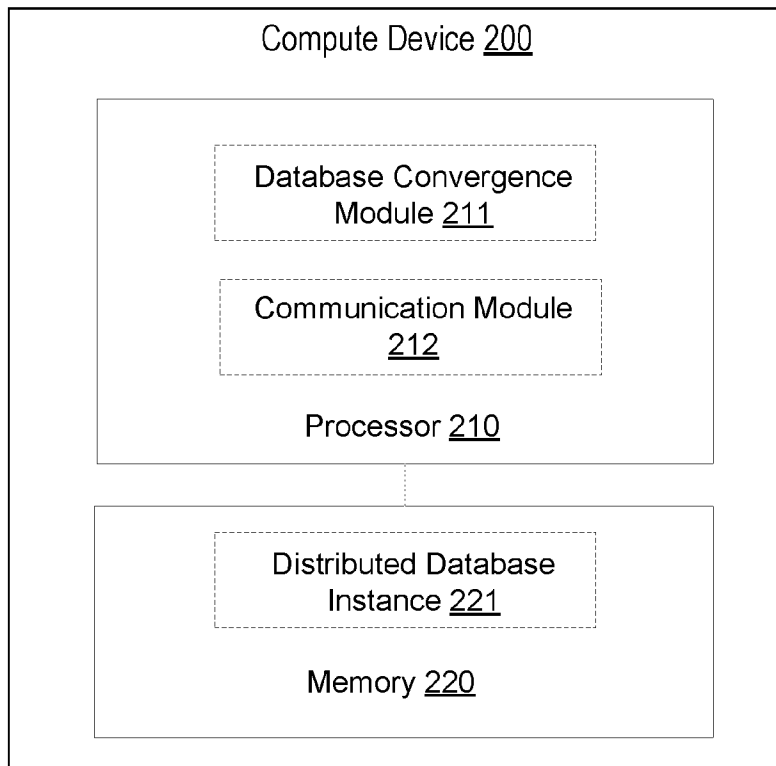 Compute Device 200
Database Convergence
Module 211
Communication Module
212
Processor 210
Distributed Database
Instance 221
Memory 220